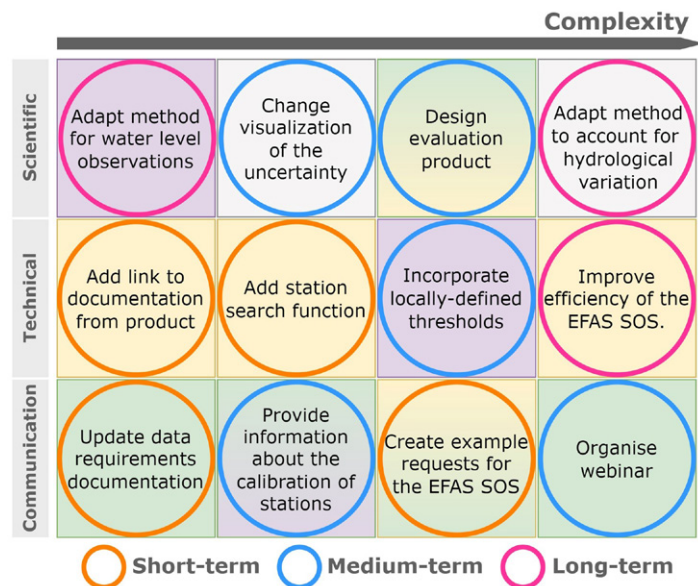 Complexity
Scientific
Adapt method
for water level
observations
Change
visualization
of the
uncertainty
Design
evaluation
product
Adapt method
to account for
hydrological
variation
Technical
Add link to
documentation
from product
Add station
search function
Incorporate
locally-defined
thresholds
Improve
efficiency of the
EFAS SOS.
Communication
Update data
requirements
documentation
Provide
information
about the
calibration of
stations
Create example
requests for
the EFAS SOS
Organise
webinar
Short-term
Medium-term
Long-term